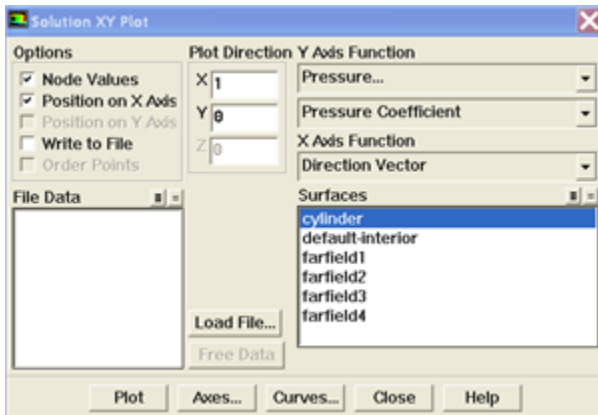 Solution XY Plot
Options
Node Values
Position on X Axis
Position on Y Axis
Write to File
Order Points
Plot Direction
X 1
Y 0
Z 0
Y Axis Function
Pressure...
Pressure Coefficient
X Axis Function
Direction Vector
File Data
Surfaces
cylinder
default-interior
farfield1
farfield2
farfield3
farfield4
Load File...
Free Data
Plot
Axes...
Curves...
Close
Help